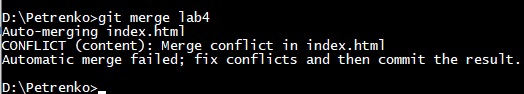 D:\Petrenko>git merge lab4
Auto-merging index.html
CONFLICT (content): Merge conflict in index.html
Automatic merge failed; fix conflicts and then commit the result.
D:\Petrenko>